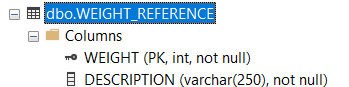 dbo.WEIGHT_REFERENCE
Columns
WEIGHT (PK, int, not null)
DESCRIPTION (varchar(250), not null)